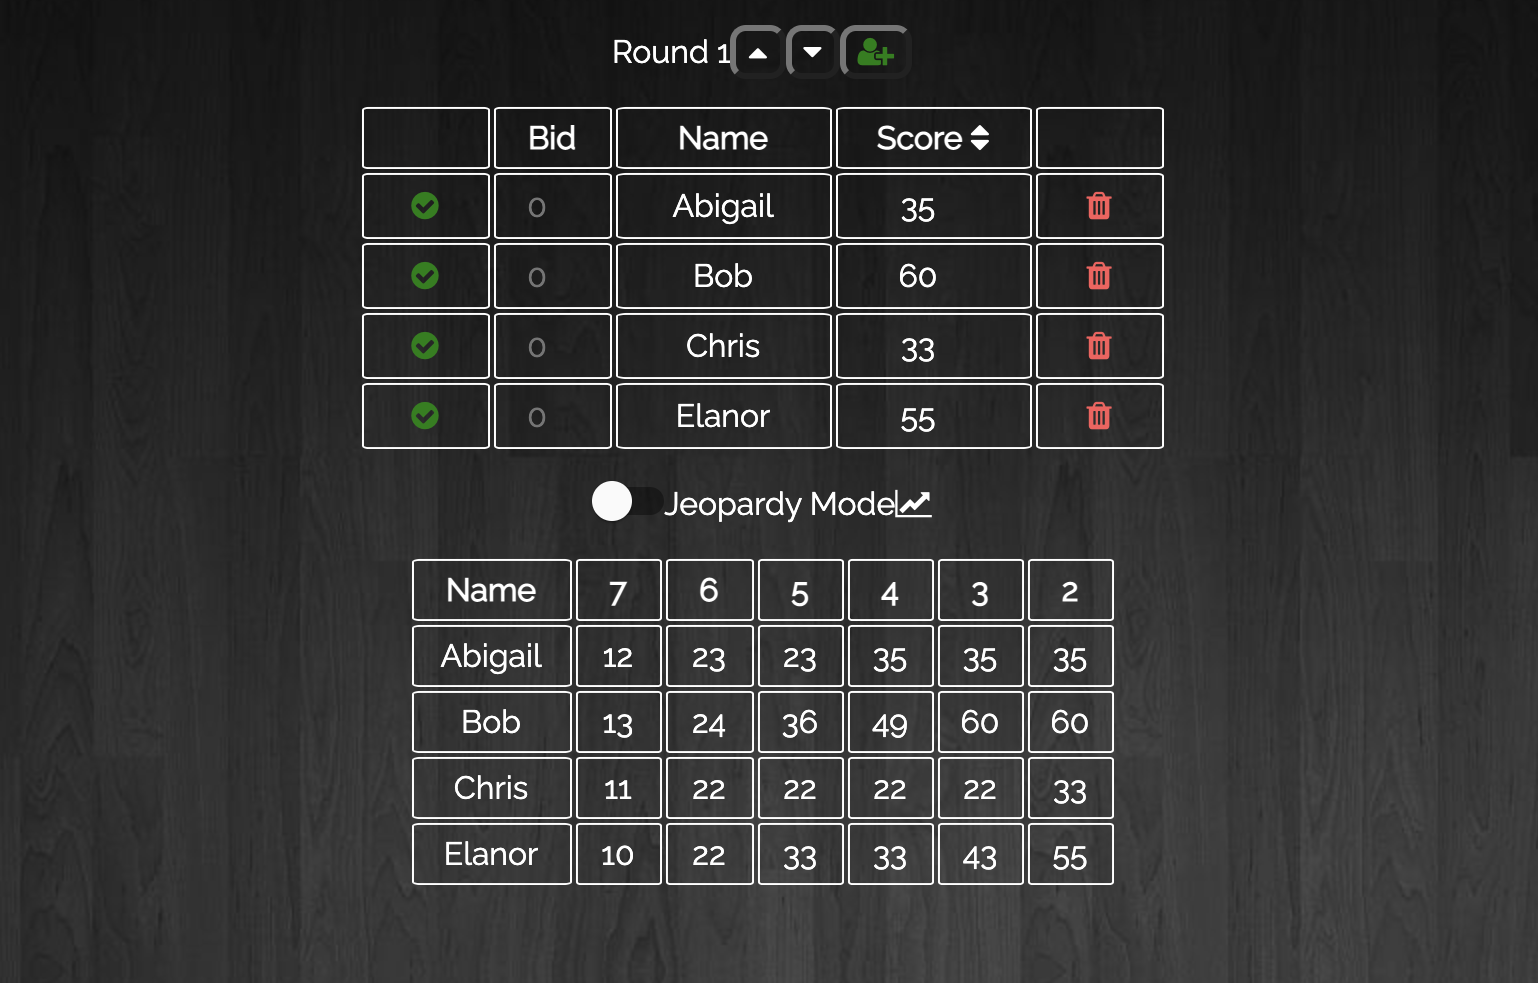 Round 1
Bid Name Score
0 Abigail 35
0 Bob 60
0 Chris 33
0 Elanor 55
Jeopardy Mode
Name 7 6 5 4 3 2
Abigail 12 23 23 35 35 35
Bob 13 24 36 49 60 60
Chris 11 22 22 22 22 33
Elanor 10 22 33 33 43 55